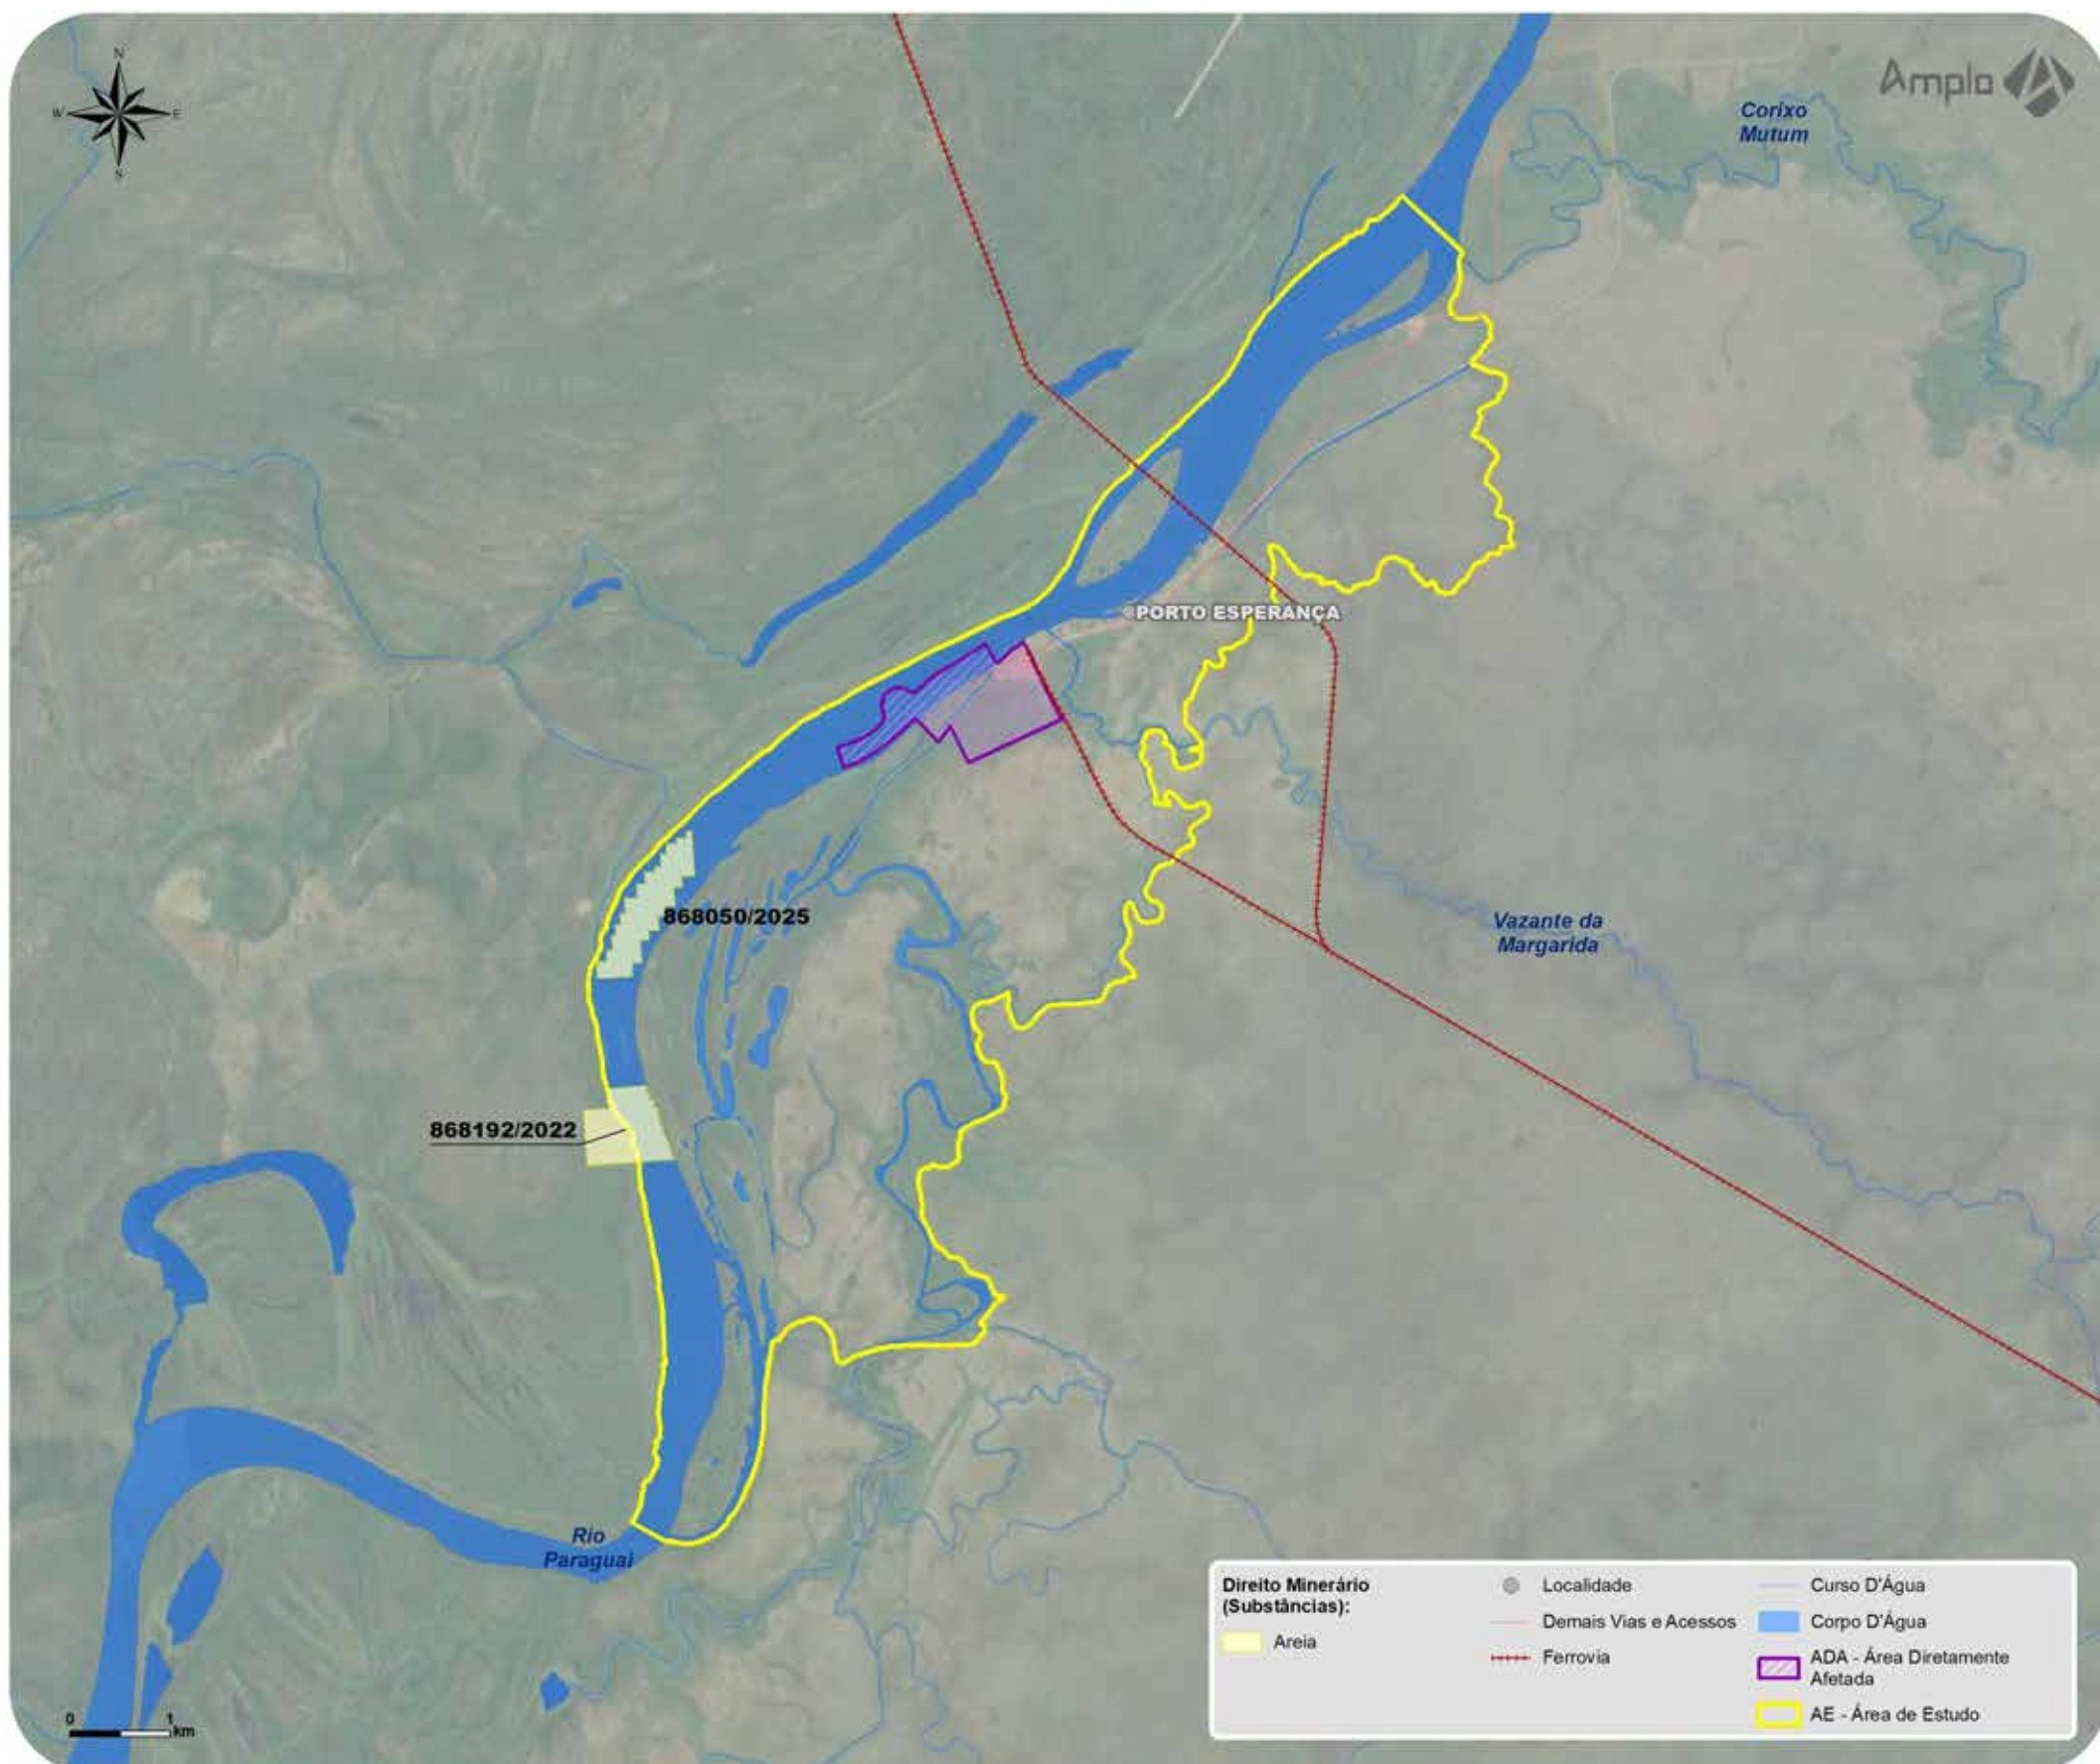 N
W E
S
Amplo
Corixo
Mutum
PORTO ESPERANÇA
868050/2025
Vazante da
Margarida
868192/2022
Rio
Paraguai
0 1
km
Direito Minerário
(Substâncias):
Areia
Localidade
Demais Vias e Acessos
Ferrovia
Curso D'Água
Corpo D'Água
ADA - Área Diretamente
Afetada
AE - Área de Estudo